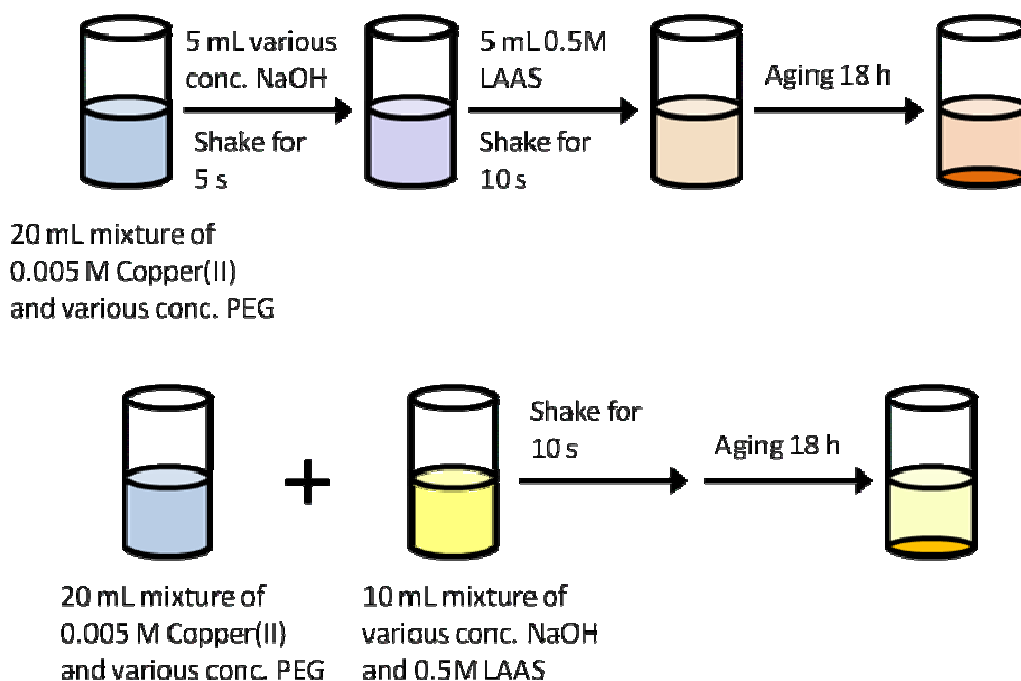 5 mL various
conc. NaOH
Shake for
5 s
5 mL 0.5M
LAAS
Shake for
10 s
Aging 18 h
20 mL mixture of
0.005 M Copper(II)
and various conc. PEG
Shake for
10 s
Aging 18 h
+
20 mL mixture of
0.005 M Copper(II)
and various conc. PEG
10 mL mixture of
various conc. NaOH
and 0.5M LAAS